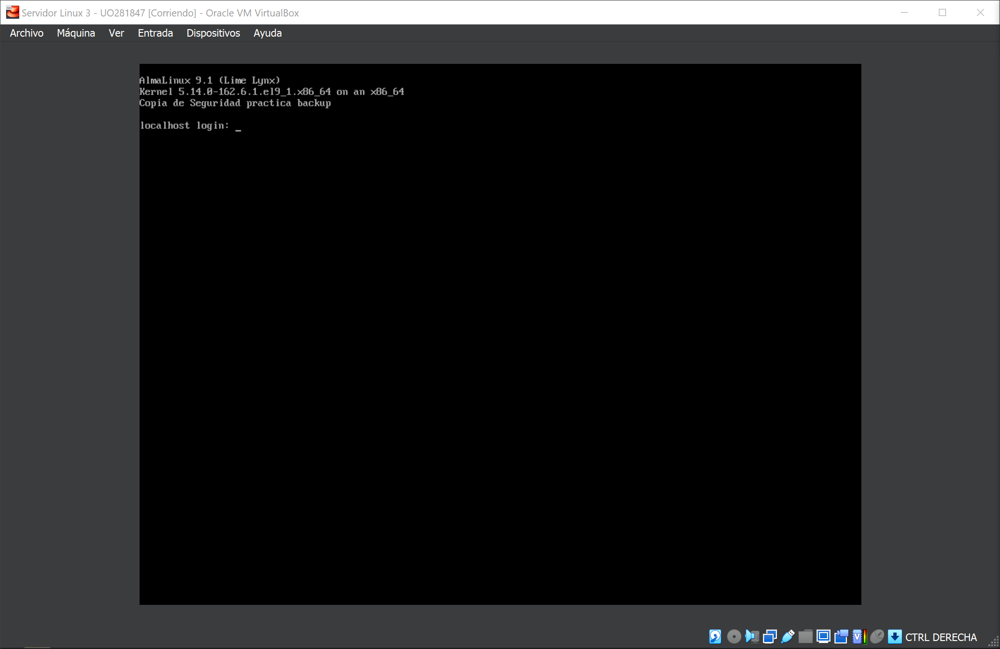 Servidor Linux 3 - UO281847 [Corriendo] - Oracle VM VirtualBox
Archivo Máquina Ver Entrada Dispositivos Ayuda
AlmaLinux 9.1 (Lime Lynx)
Kernel 5.14.0-162.6.1.el9_1.x86_64 on an x86_64
Copia de Seguridad practica backup
localhost login: _
CTRL DERECHA